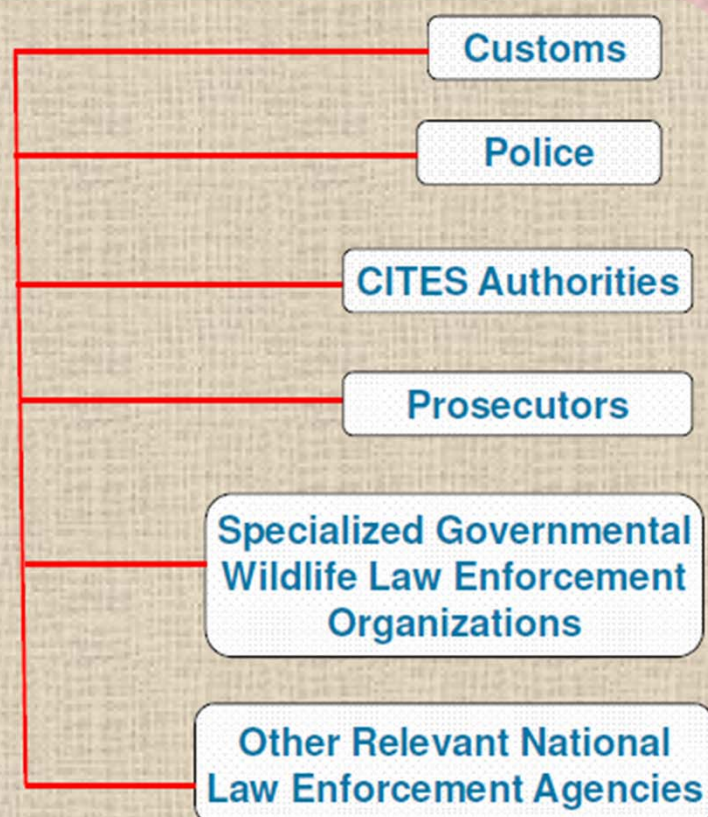 Customs
Police
CITES Authorities
Prosecutors
Specialized Governmental
Wildlife Law Enforcement
Organizations
Other Relevant National
Law Enforcement Agencies